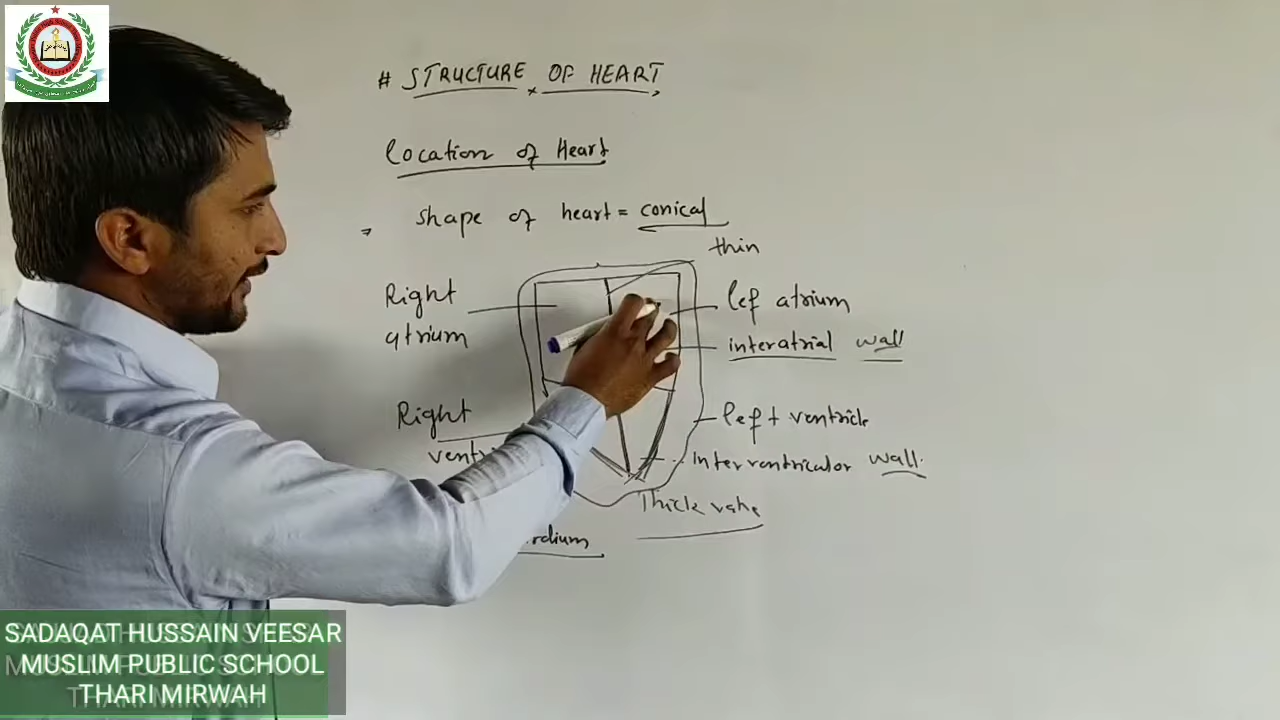 # STRUCTURE OF HEART
Location of Heart
shape of heart = conical
thin
Right
atrium
lef atrium
interatrial wall
Right
left ventricle
interventricular wall
Thick
SADAQAT HUSSAIN VEESAR
MUSLIM PUBLIC SCHOOL
THARI MIRWAH